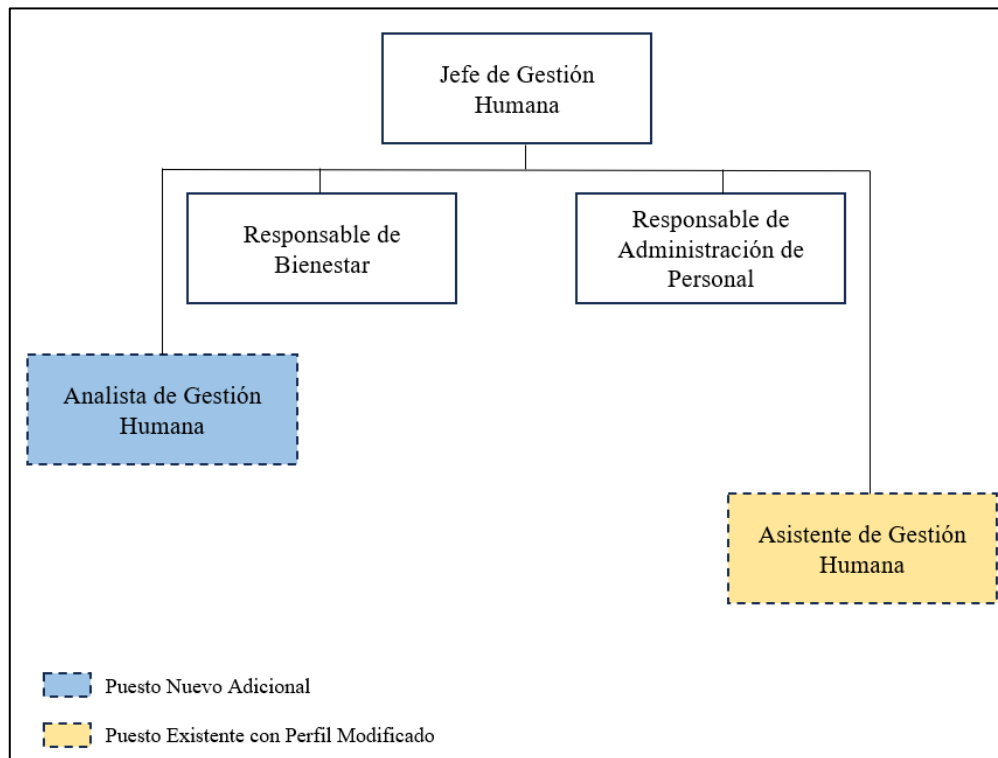 Jefe de Gestión
Humana
Responsable de
Bienestar
Responsable de
Administración de
Personal
Analista de Gestión
Humana
Asistente de Gestión
Humana
Puesto Nuevo Adicional
Puesto Existente con Perfil Modificado